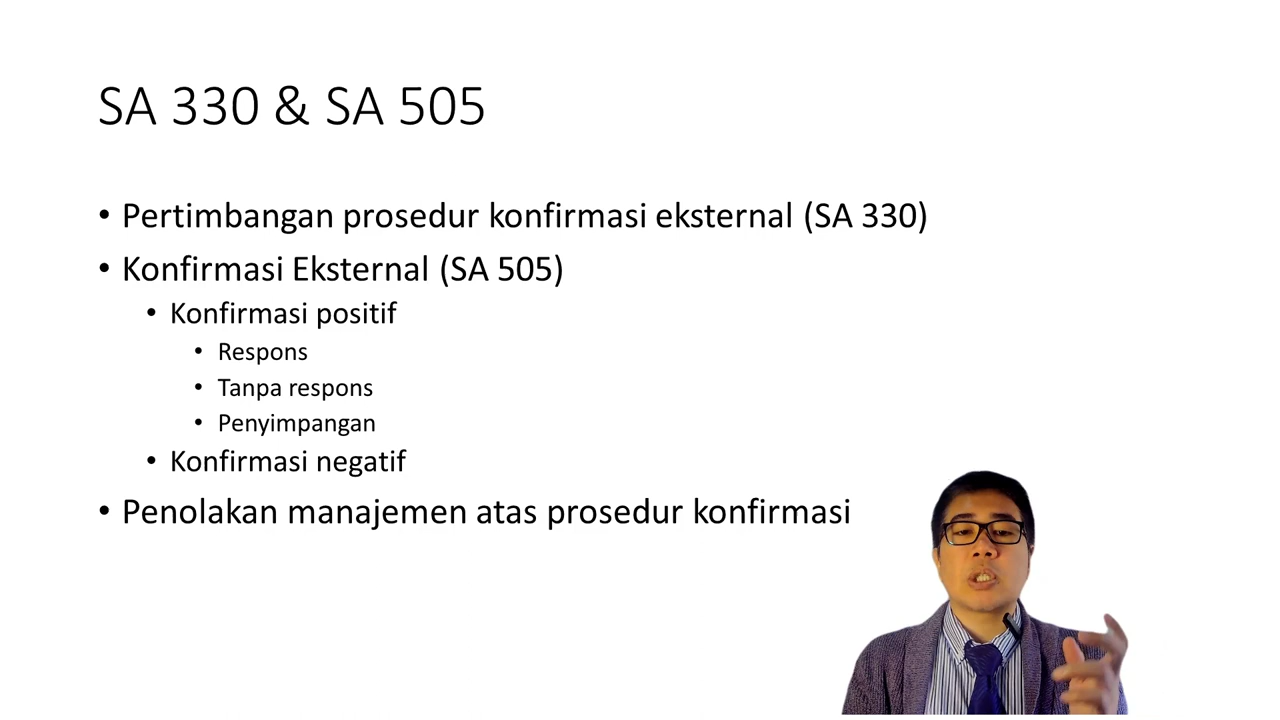 SA 330 & SA 505
• Pertimbangan prosedur konfirmasi eksternal (SA 330)
• Konfirmasi Eksternal (SA 505)
• Konfirmasi positif
• Respons
• Tanpa respons
• Penyimpangan
• Konfirmasi negatif
• Penolakan manajemen atas prosedur konfirmasi